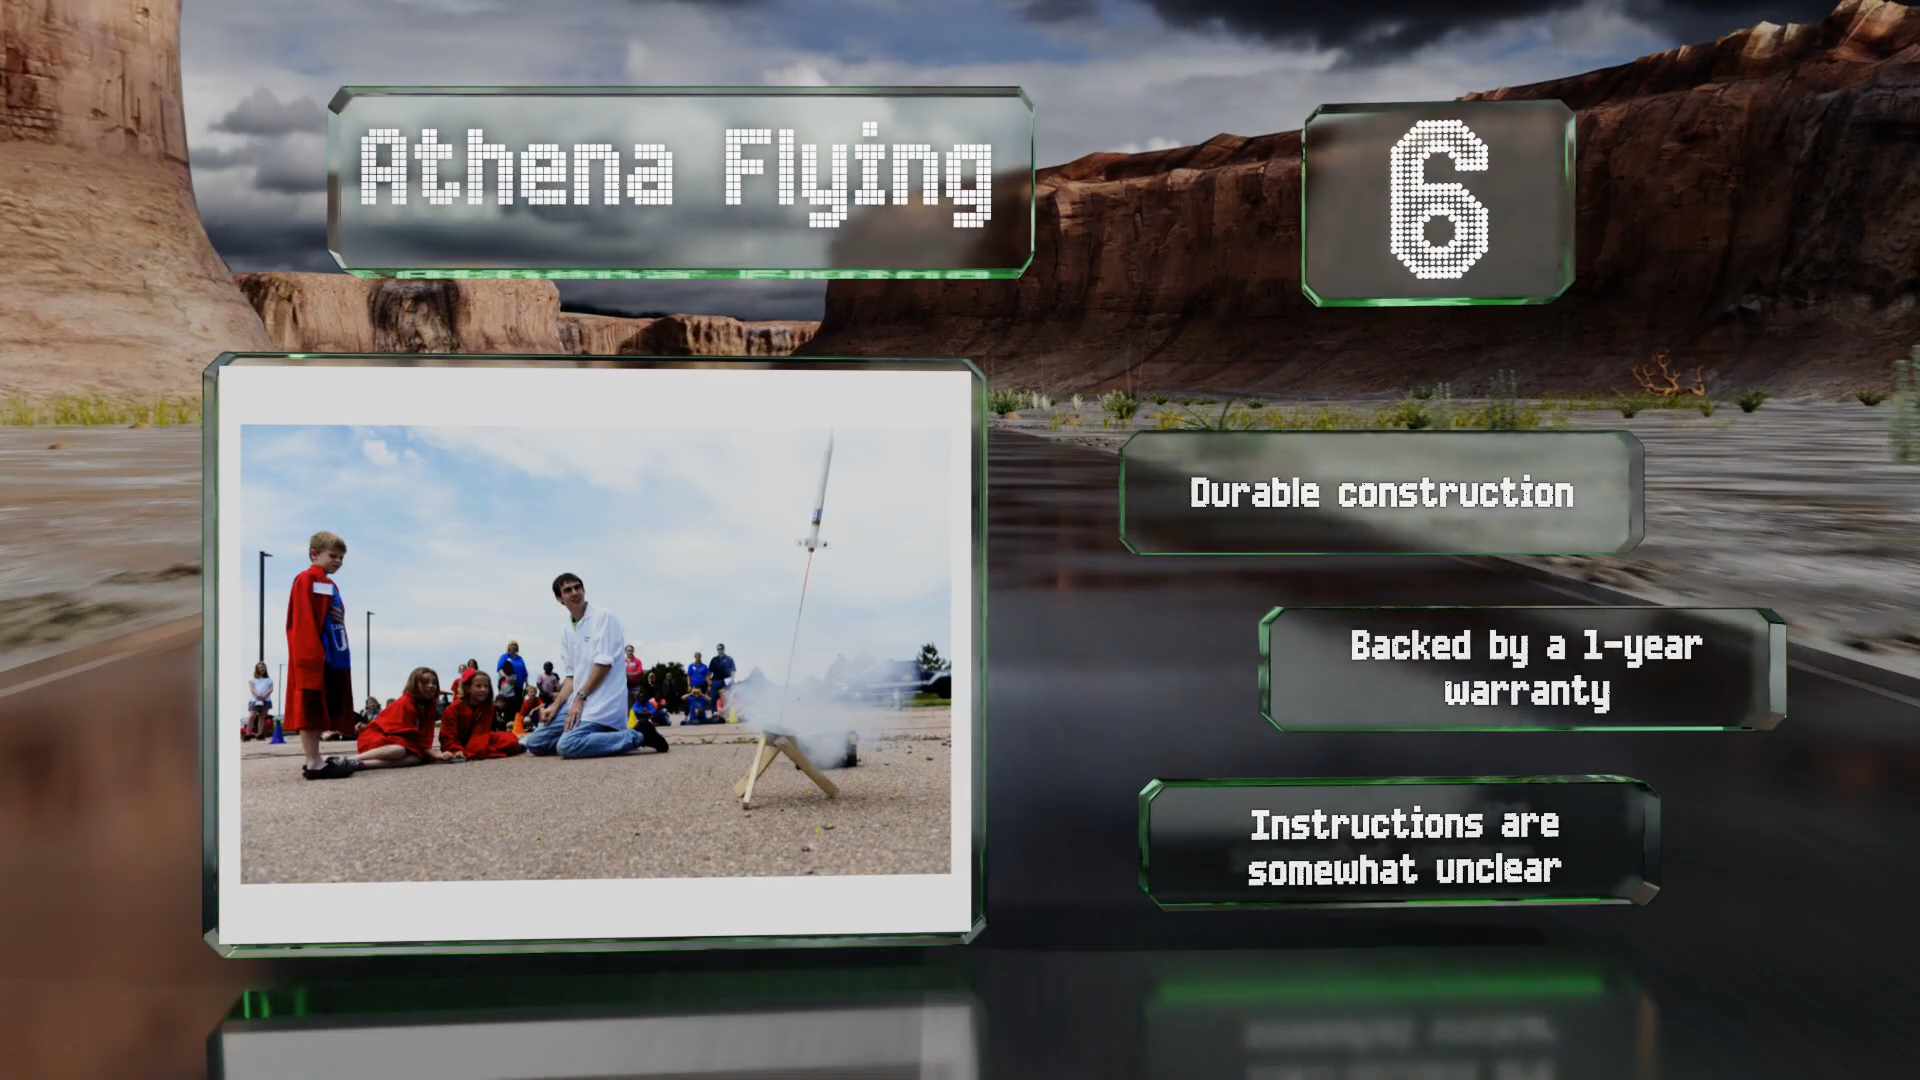 Athena Flying
6
Durable construction
Backed by a 1-year
warranty
Instructions are
somewhat unclear